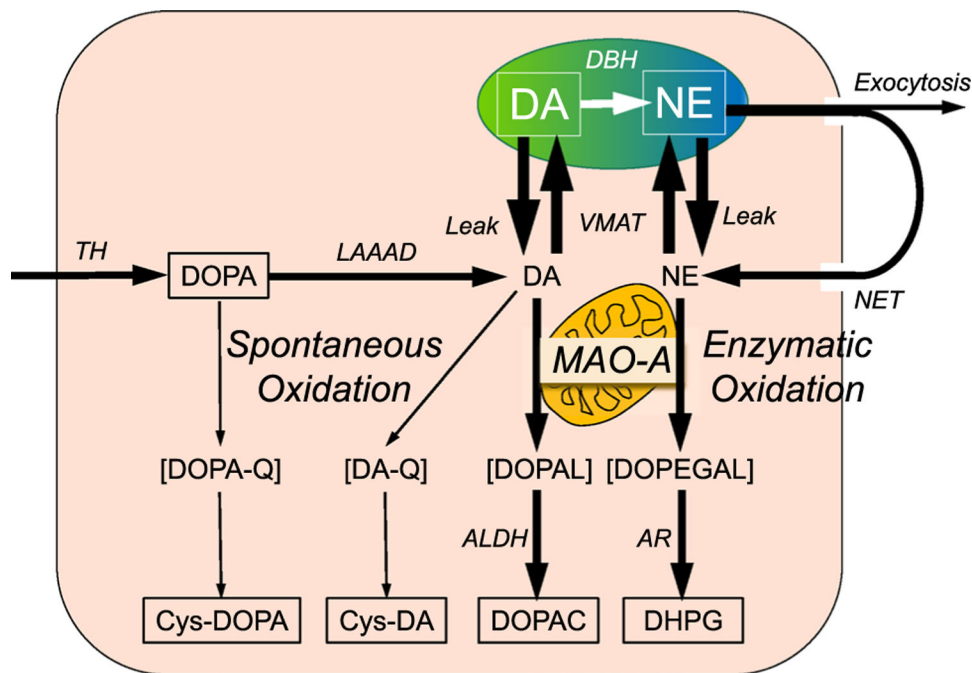 DBH
DA
NE
Exocytosis
Leak
VMAT
Leak
TH
DOPA
LAAAD
DA
NE
NET
Spontaneous
Oxidation
MAO-A
Enzymatic
Oxidation
[DOPA-Q]
[DA-Q]
[DOPAL]
[DOPEGAL]
ALDH
AR
Cys-DOPA
Cys-DA
DOPAC
DHPG